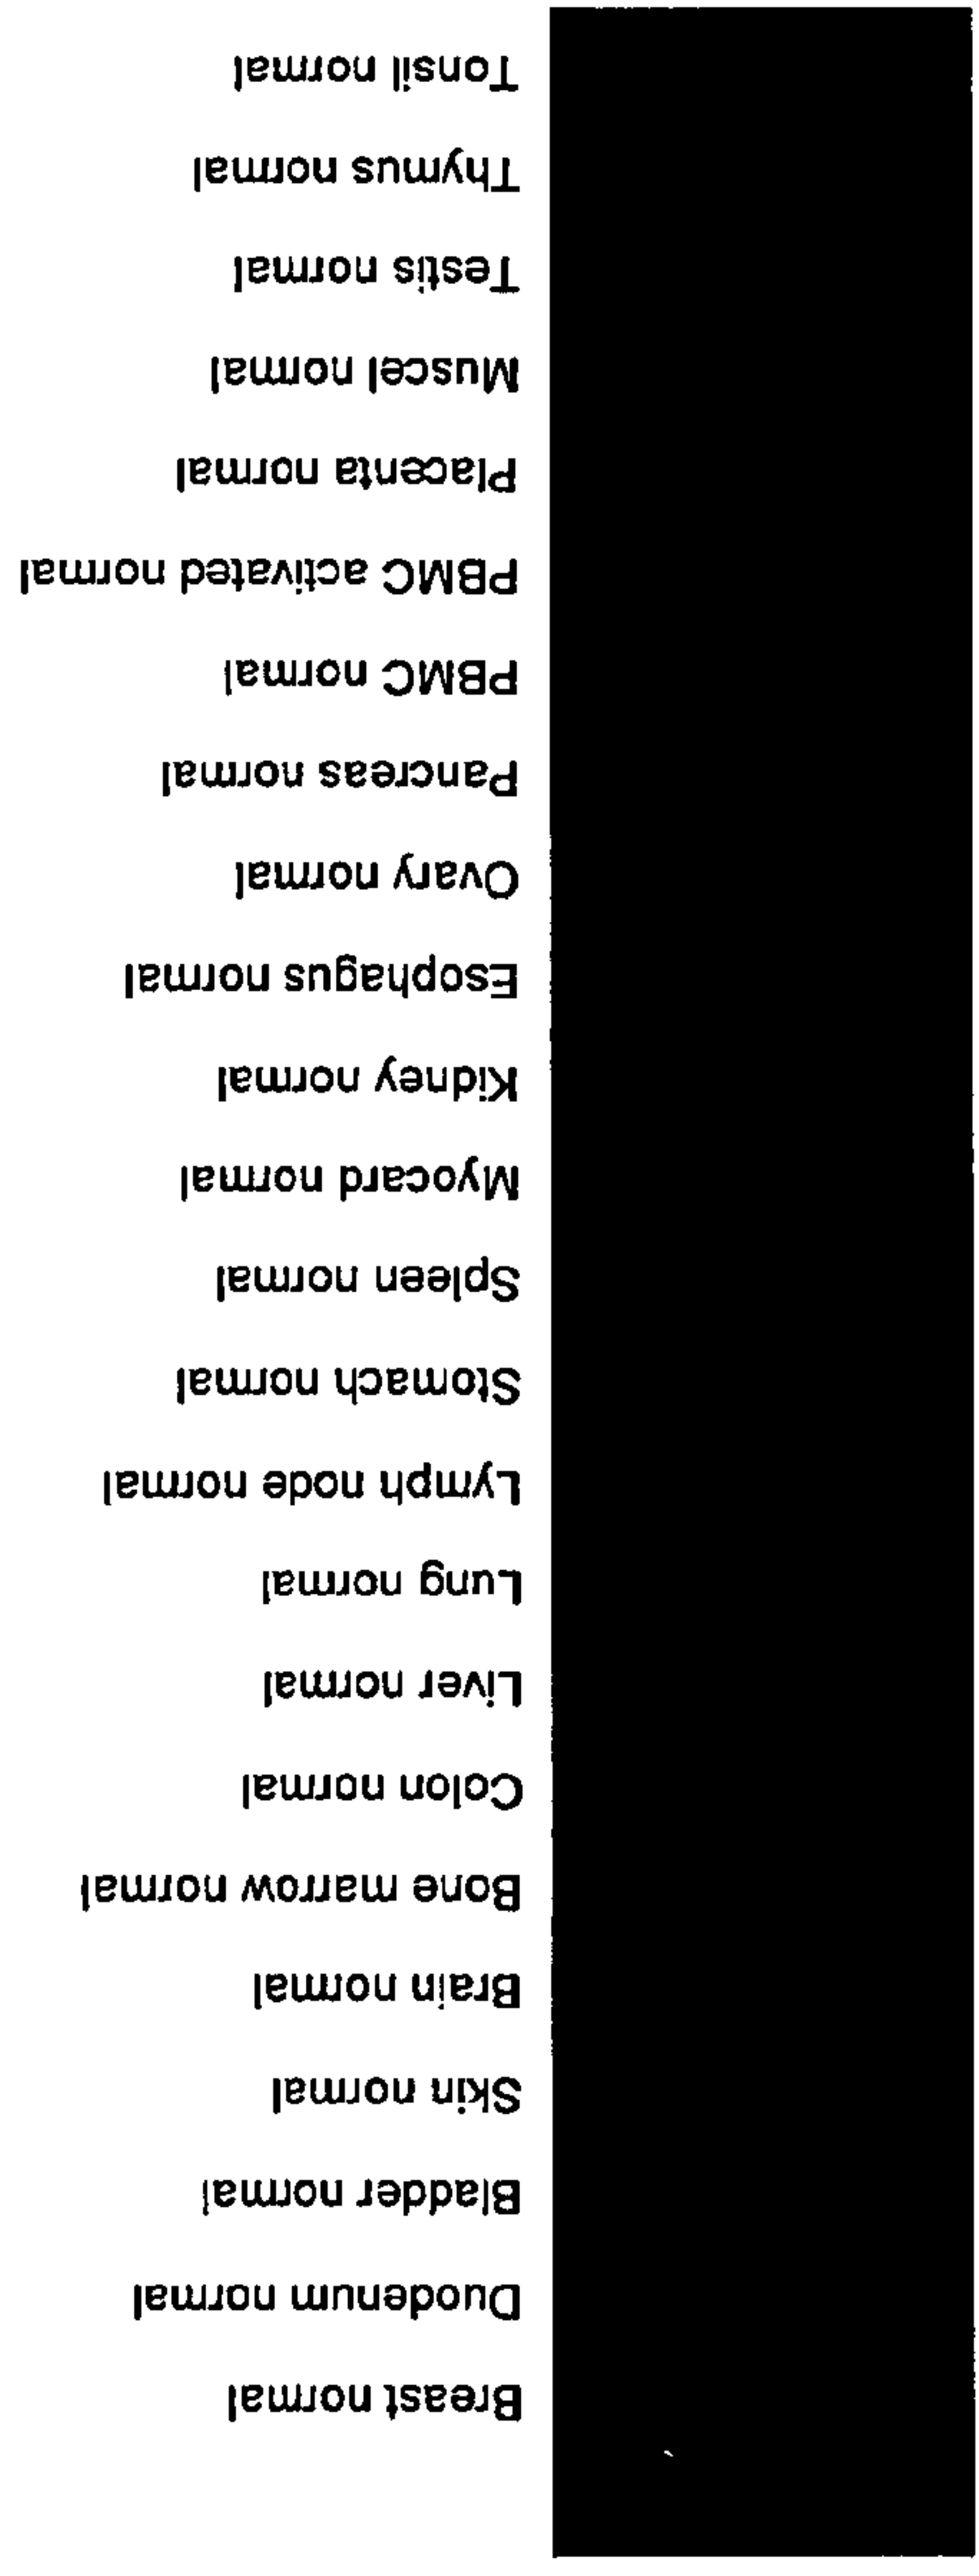 Breast normal
Duodenum normal
Bladder normal
Skin normal
Brain normal
Bone marrow normal
Colon normal
Liver normal
Lung normal
Lymph node normal
Stomach normal
Spleen normal
Myocard normal
Kidney normal
Esophagus normal
Ovary normal
Pancreas normal
PBMC normal
PBMC activated normal
Placenta normal
Muscel normal
Testis normal
Thymus normal
Tonsil normal